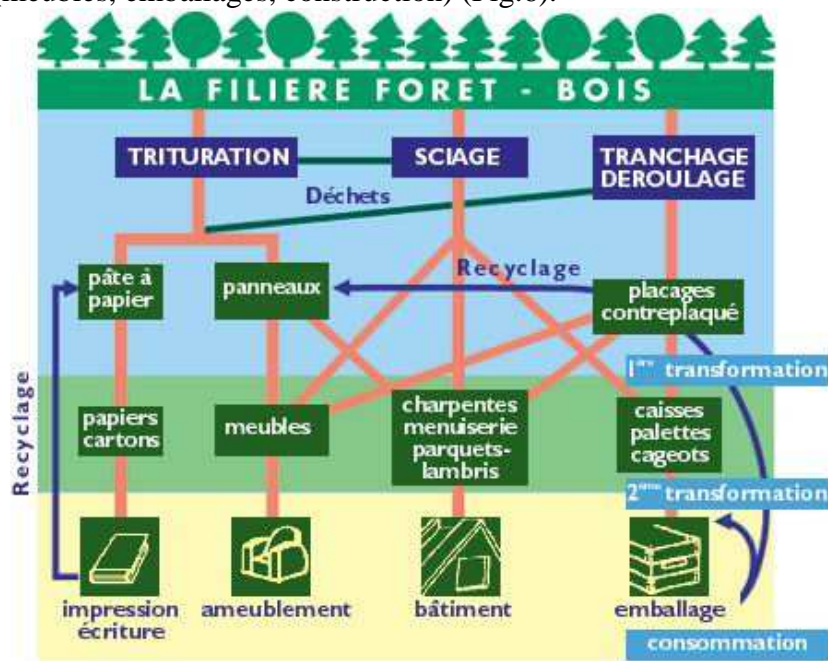 (meubles, emballages, construction) (Fig.6).
LA FILIERE FORET - BOIS
TRITURATION
SCIAGE
TRANCHAGE
DEROULAGE
Déchets
Recyclage
pâte à
papier
panneaux
placages
contreplaqué
1ère transformation
Recyclage
papiers
cartons
meubles
charpentes
menuiserie
parquets-
lambris
caisses
palettes
cageots
2ème transformation
impression
écriture
ameublement
bâtiment
emballage
consommation